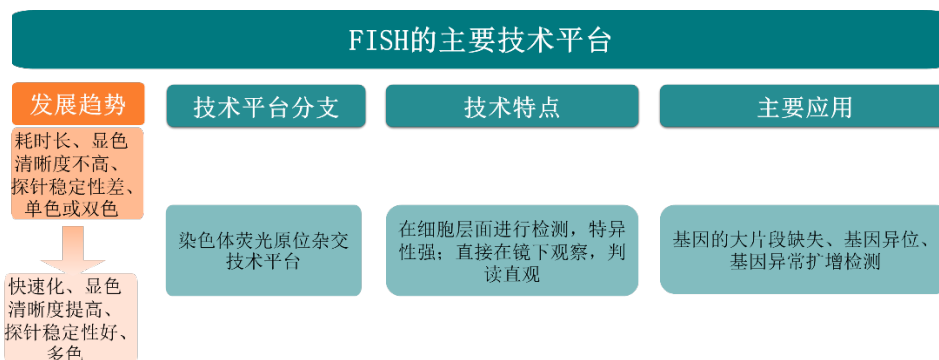 FISH的主要技术平台
发展趋势
技术平台分支
技术特点
主要应用
耗时长、显色
清晰度不高、
探针稳定性差、
单色或双色
快速化、显色
清晰度提高、
探针稳定性好、
多色
染色体荧光原位杂交
技术平台
在细胞层面进行检测，特异
性强；直接在镜下观察，判
读直观
基因的大片段缺失、基因异位、
基因异常扩增检测